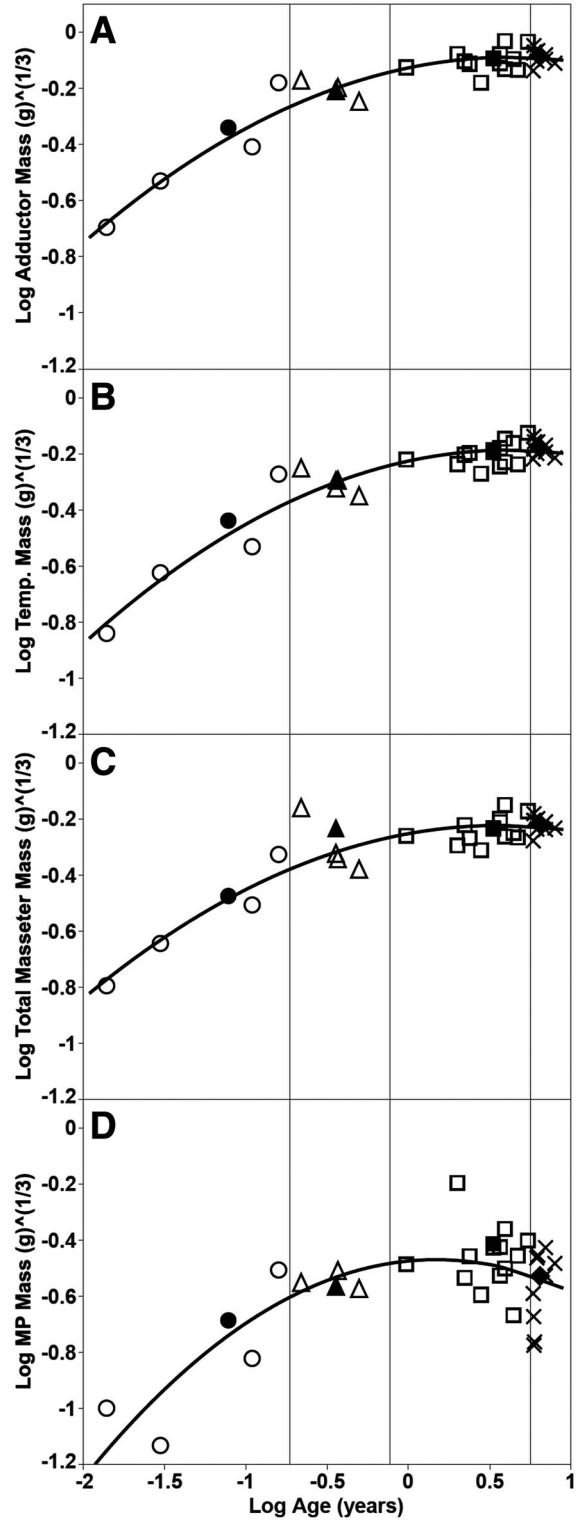 A
Log Adductor Mass (g)^(1/3)
0
-0.2
-0.4
-0.6
-0.8
-1
-1.2
B
Log Temp. Mass (g)^(1/3)
0
-0.2
-0.4
-0.6
-0.8
-1
-1.2
C
Log Total Masseter Mass (g)^(1/3)
0
-0.2
-0.4
-0.6
-0.8
-1
-1.2
D
Log MP Mass (g)^(1/3)
0
-0.2
-0.4
-0.6
-0.8
-1
-1.2
-2 -1.5 -1 -0.5 0 0.5 1
Log Age (years)